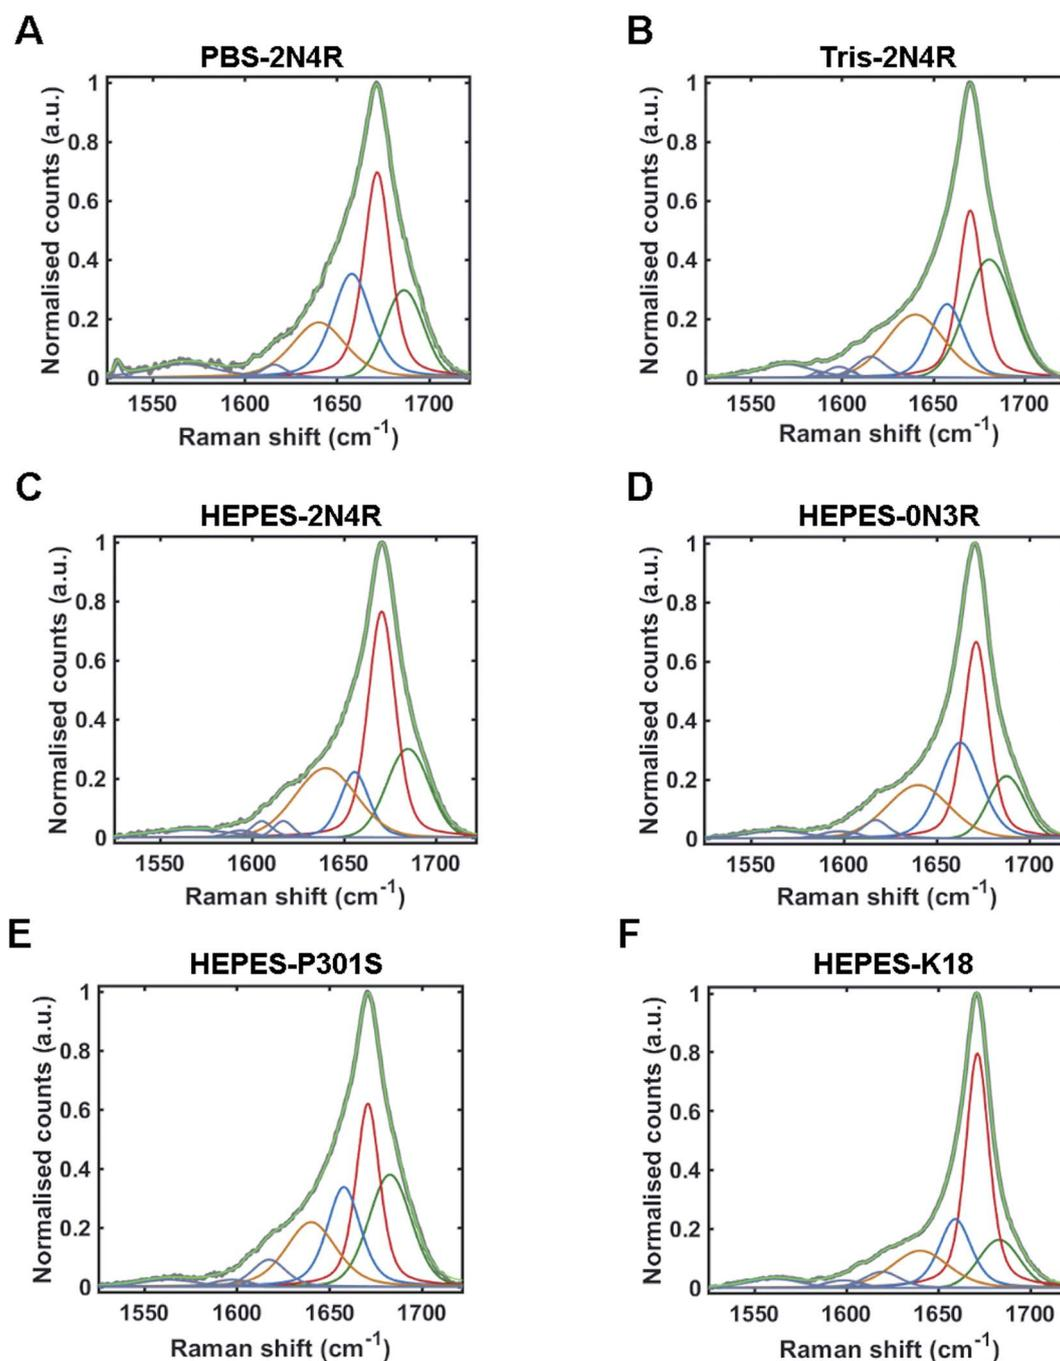 A
PBS-2N4R
Normalised counts (a.u.)
1
0.8
0.6
0.4
0.2
0
1550 1600 1650 1700
Raman shift (cm⁻¹)
B
Tris-2N4R
Normalised counts (a.u.)
1
0.8
0.6
0.4
0.2
0
1550 1600 1650 1700
Raman shift (cm⁻¹)
C
HEPES-2N4R
Normalised counts (a.u.)
1
0.8
0.6
0.4
0.2
0
1550 1600 1650 1700
Raman shift (cm⁻¹)
D
HEPES-0N3R
Normalised counts (a.u.)
1
0.8
0.6
0.4
0.2
0
1550 1600 1650 1700
Raman shift (cm⁻¹)
E
HEPES-P301S
Normalised counts (a.u.)
1
0.8
0.6
0.4
0.2
0
1550 1600 1650 1700
Raman shift (cm⁻¹)
F
HEPES-K18
Normalised counts (a.u.)
1
0.8
0.6
0.4
0.2
0
1550 1600 1650 1700
Raman shift (cm⁻¹)